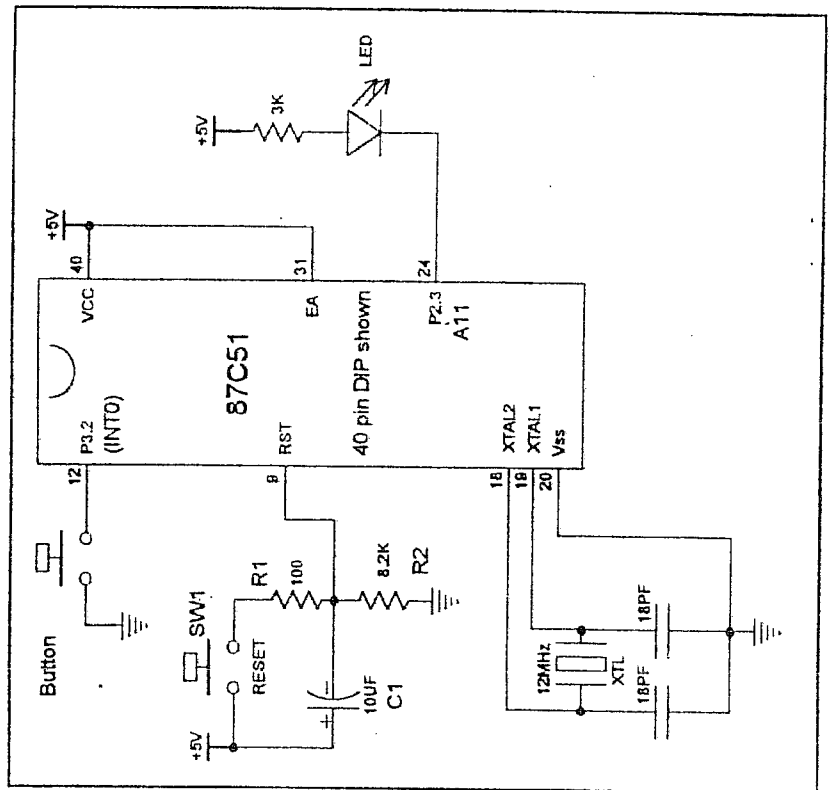 Button
+5V
SW1
RESET
R1
100
10UF
+
-
C1
8.2K
R2
12MHz
XTL
18PF
18PF
12
P3.2
(INT0)
9
RST
18
XTAL2
19
XTAL1
20
Vss
87C51
40 pin DIP shown
40
VCC
31
EA
24
P2.3
A11
+5V
+5V
3K
LED